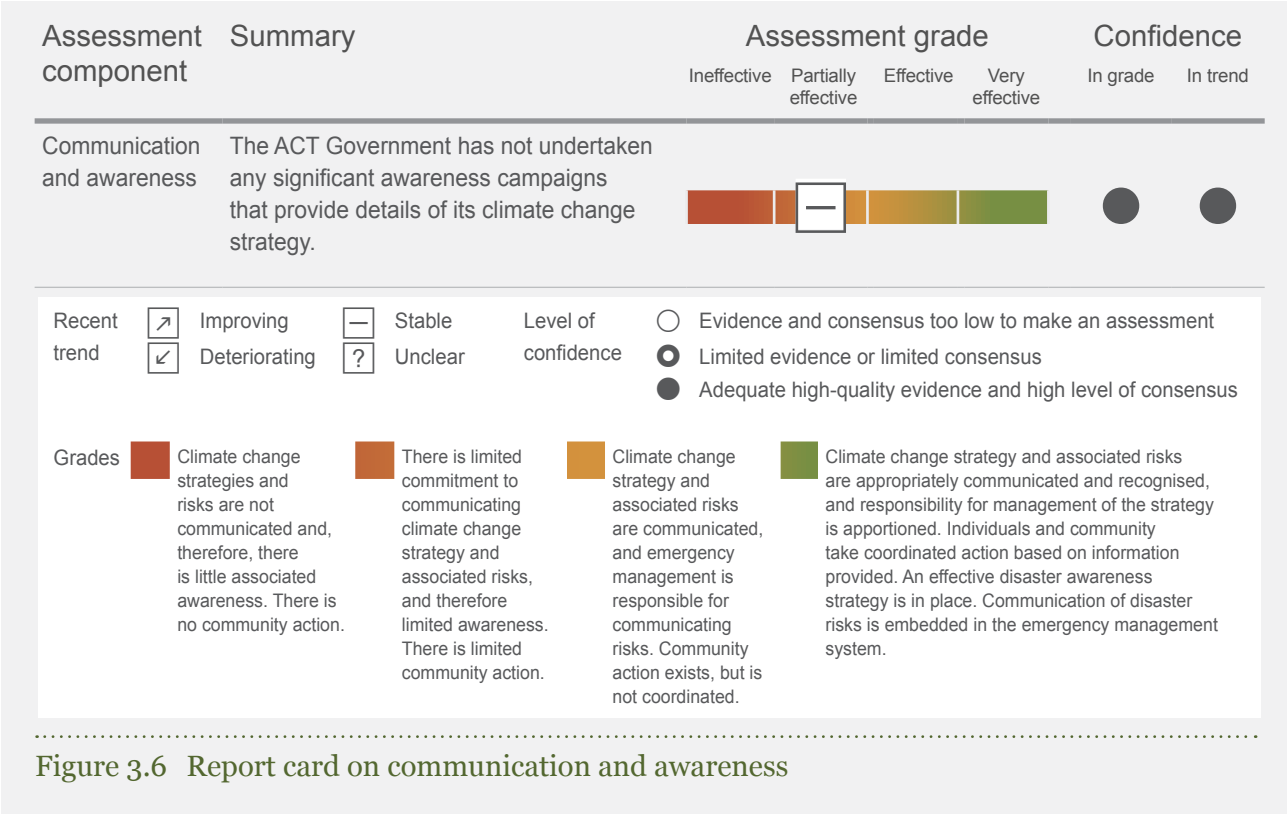 Assessment component
Summary
Assessment grade
Confidence
Ineffective
Partially effective
Effective
Very effective
In grade
In trend
Communication
and awareness
The ACT Government has not undertaken
any significant awareness campaigns
that provide details of its climate change
strategy.
Recent
trend
Improving
Deteriorating
Stable
? Unclear
Level of
confidence
Evidence and consensus too low to make an assessment
Limited evidence or limited consensus
Adequate high-quality evidence and high level of consensus
Grades
Climate change
strategies and
risks are not
communicated and,
therefore, there
is little associated
awareness. There is
no community action.
There is limited
commitment to
communicating
climate change
strategy and
associated risks,
and therefore
limited awareness.
There is limited
community action.
Climate change
strategy and
associated risks
are communicated,
and emergency
management is
responsible for
communicating
risks. Community
action exists, but is
not coordinated.
Climate change strategy and associated risks
are appropriately communicated and recognised,
and responsibility for management of the strategy
is apportioned. Individuals and community
take coordinated action based on information
provided. An effective disaster awareness
strategy is in place. Communication of disaster
risks is embedded in the emergency management
system.
Figure 3.6 Report card on communication and awareness